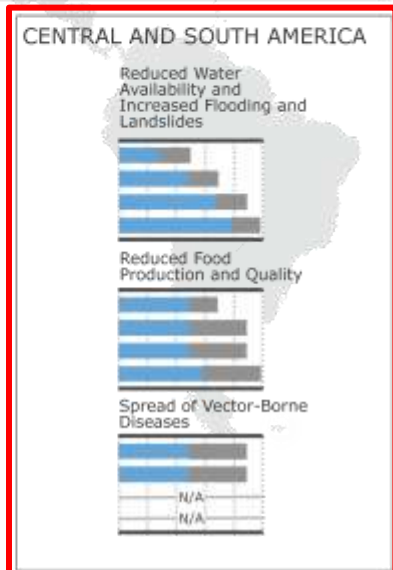 CENTRAL AND SOUTH AMERICA
Reduced Water
Availability and
Increased Flooding and
Landslides
Reduced Food
Production and Quality
Spread of Vector-Borne
Diseases
N/A
N/A